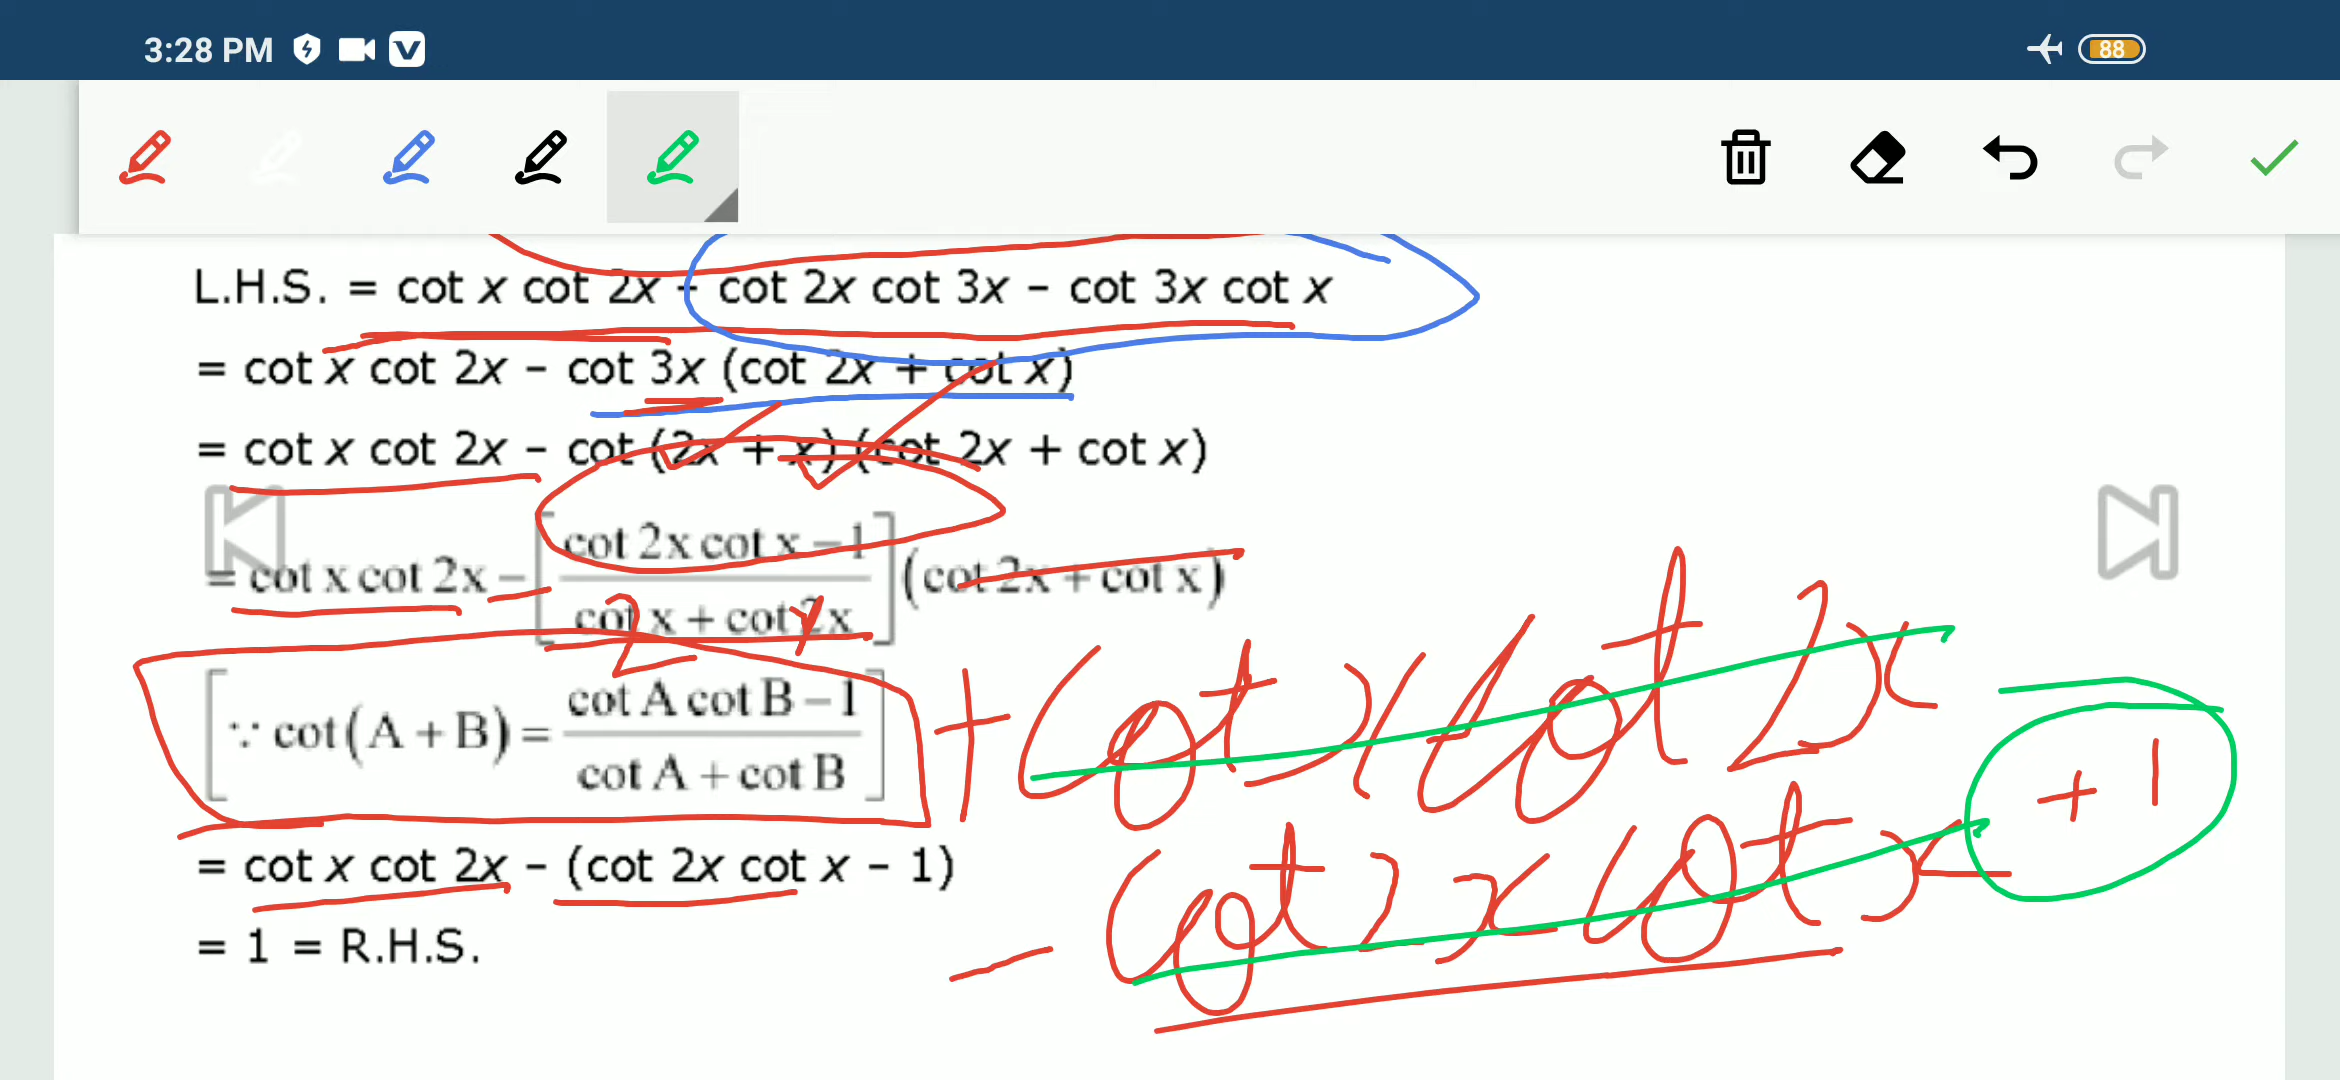 3:28 PM V 88
L.H.S. = cot x cot 2x - cot 2x cot 3x – cot 3x cot x
= cot x cot 2x – cot 3x (cot 2x + cot x)
= cot x cot 2x – cot (2x + x) (cot 2x + cot x)
= cot x cot 2x – [ cot 2x cot x – 1 / cot x + cot 2x ] (cot 2x + cot x)
2 1
[ ∵ cot (A + B) = cot A cot B – 1 / cot A + cot B ]
+ cot x cot 2x
+ 1
= cot x cot 2x – (cot 2x cot x – 1)
– cot 2x cot x
= 1 = R.H.S.